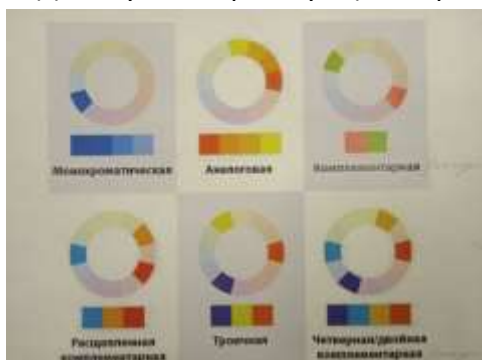 Монохроматическая
Аналоговая
Комплементарная
Расщепленная
комплементарная
Троичная
Четверная/двойная
комплементарная